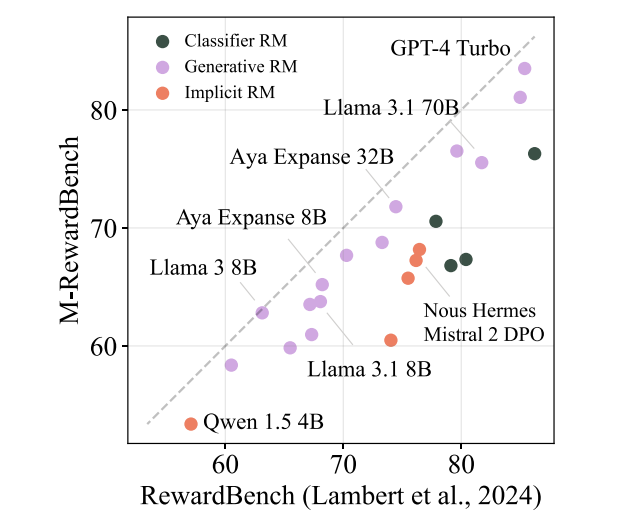 Classifier RM
Generative RM
Implicit RM
GPT-4 Turbo
Llama 3.1 70B
Aya Expanse 32B
Aya Expanse 8B
Llama 3 8B
Nous Hermes
Mistral 2 DPO
Llama 3.1 8B
Qwen 1.5 4B
M-RewardBench
80
70
60
60
70
80
RewardBench (Lambert et al., 2024)